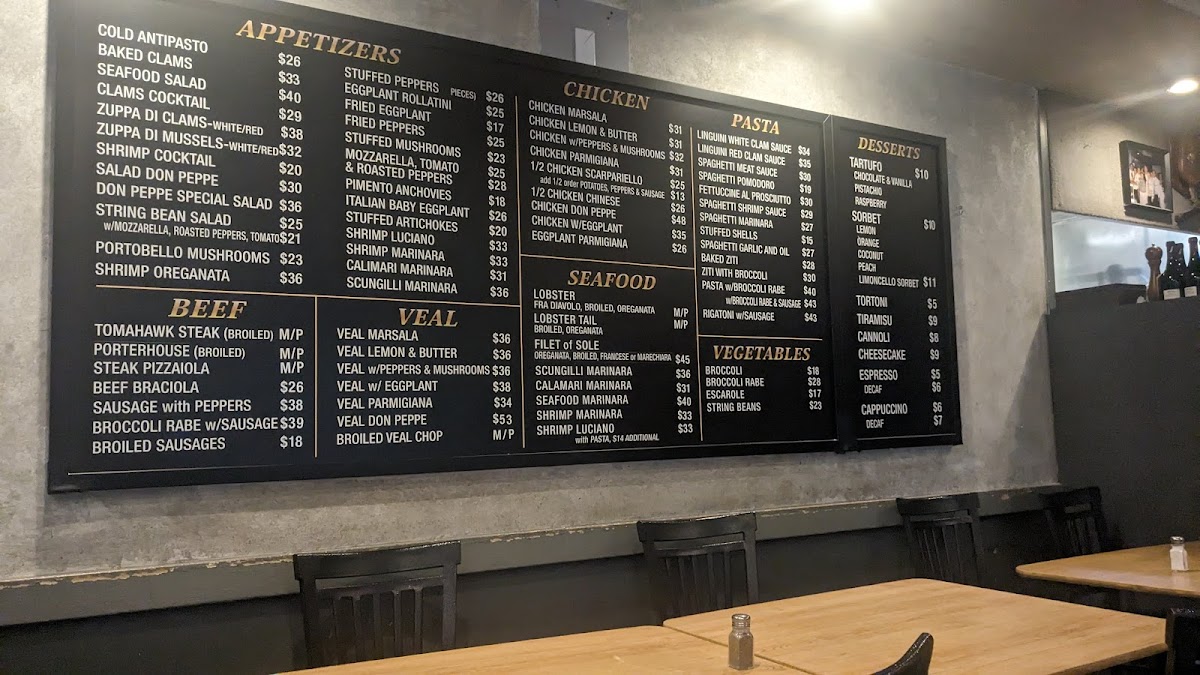 APPETIZERS
COLD ANTIPASTO $26
BAKED CLAMS $33
SEAFOOD SALAD $40
CLAMS COCKTAIL $29
ZUPPA DI CLAMS-WHITE/RED $38
ZUPPA DI MUSSELS-WHITE/RED $32
SHRIMP COCKTAIL $20
SALAD DON PEPPE $30
DON PEPPE SPECIAL SALAD $36
STRING BEAN SALAD $25
w/MOZZARELLA, ROASTED PEPPERS, TOMATO $21
PORTOBELLO MUSHROOMS $23
SHRIMP OREGANATA $36
STUFFED PEPPERS PIECES) $26
EGGPLANT ROLLATINI $25
FRIED EGGPLANT $17
FRIED PEPPERS $25
STUFFED MUSHROOMS $23
MOZZARELLA, TOMATO $25
& ROASTED PEPPERS $28
PIMENTO ANCHOVIES $18
ITALIAN BABY EGGPLANT $26
STUFFED ARTICHOKES $20
SHRIMP LUCIANO $33
SHRIMP MARINARA $33
CALIMARI MARINARA $31
SCUNGILLI MARINARA $36
BEEF
TOMAHAWK STEAK (BROILED) M/P
PORTERHOUSE (BROILED) M/P
STEAK PIZZAIOLA M/P
BEEF BRACIOLA $26
SAUSAGE with PEPPERS $38
BROCCOLI RABE w/SAUSAGE $39
BROILED SAUSAGES $18
VEAL
VEAL MARSALA $36
VEAL LEMON & BUTTER $36
VEAL w/PEPPERS & MUSHROOMS $36
VEAL w/ EGGPLANT $38
VEAL PARMIGIANA $34
VEAL DON PEPPE $53
BROILED VEAL CHOP M/P
CHICKEN
CHICKEN MARSALA $31
CHICKEN LEMON & BUTTER $31
CHICKEN w/PEPPERS & MUSHROOMS $32
CHICKEN PARMIGIANA $31
1/2 CHICKEN SCARPARIELLO $25
add 1/2 order POTATOES, PEPPERS & SAUSAGE $13
1/2 CHICKEN CHINESE $26
CHICKEN DON PEPPE $48
CHICKEN W/EGGPLANT $35
EGGPLANT PARMIGIANA $26
SEAFOOD
LOBSTER
FRA DIAVOLO, BROILED, OREGANATA M/P
LOBSTER TAIL M/P
BROILED, OREGANATA
FILET of SOLE
OREGANATA, BROILED, FRANCESE or MARECHIARA $45
SCUNGILLI MARINARA $36
CALAMARI MARINARA $31
SEAFOOD MARINARA $40
SHRIMP MARINARA $33
SHRIMP LUCIANO $33
with PASTA, $14 ADDITIONAL
PASTA
LINGUINI WHITE CLAM SAUCE $34
LINGUINI RED CLAM SAUCE $35
SPAGHETTI MEAT SAUCE $30
SPAGHETTI POMODORO $19
FETTUCCINE AL PROSCIUTTO $30
SPAGHETTI SHRIMP SAUCE $29
SPAGHETTI MARINARA $27
STUFFED SHELLS $15
SPAGHETTI GARLIC AND OIL $27
BAKED ZITI $28
ZITI WITH BROCCOLI $30
PASTA w/BROCCOLI RABE $40
w/BROCCOLI RABE & SAUSAGE $43
RIGATONI w/SAUSAGE $43
VEGETABLES
BROCCOLI $18
BROCCOLI RABE $28
ESCAROLE $17
STRING BEANS $23
DESSERTS
TARTUFO $10
CHOCOLATE & VANILLA
PISTACHIO
RASPBERRY
SORBET $10
LEMON
ORANGE
COCONUT
PEACH
LIMONCELLO SORBET $11
TORTONI $5
TIRAMISU $9
CANNOLI $8
CHEESECAKE $9
ESPRESSO $5
DECAF $6
CAPPUCCINO $6
DECAF $7